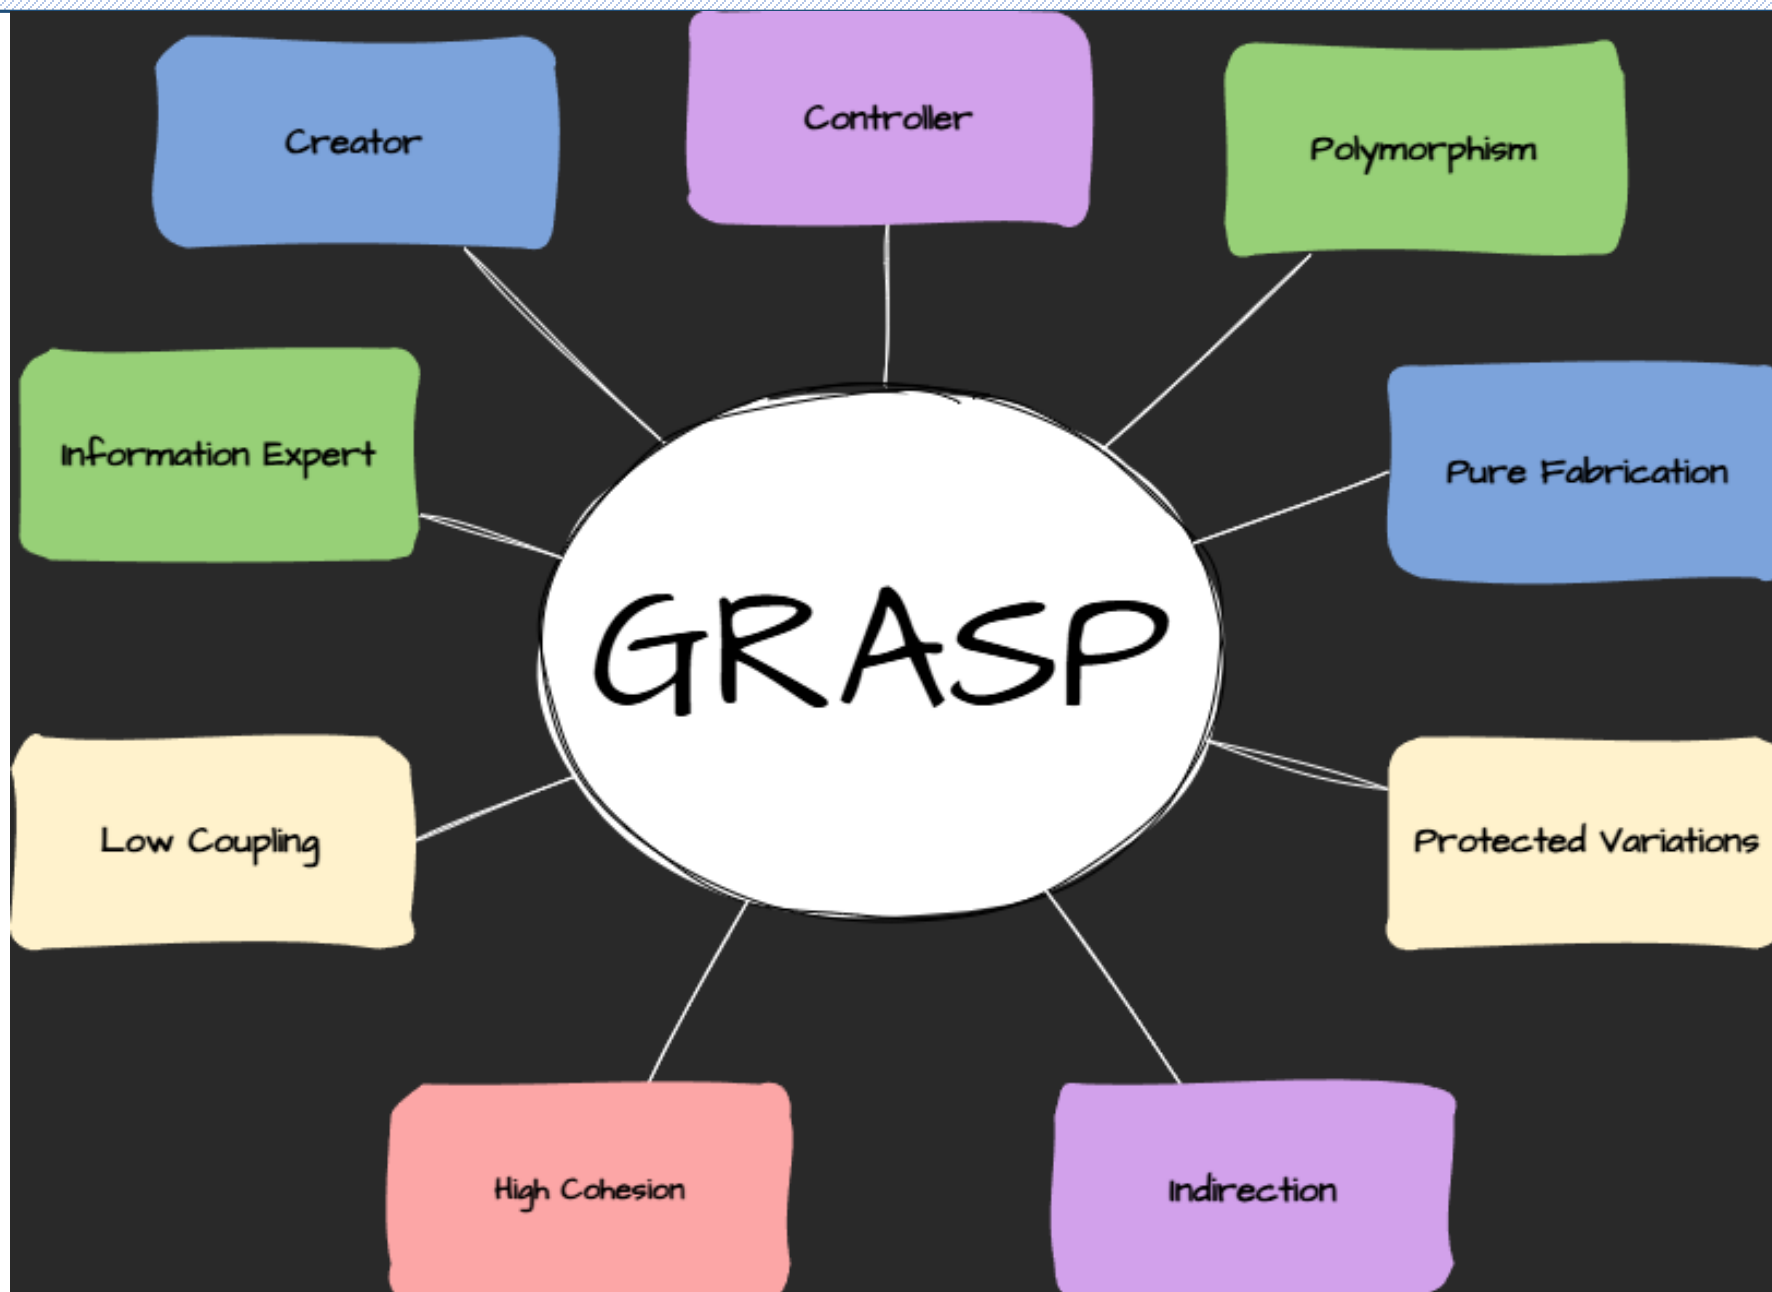 Controller
Creator
Polymorphism
Information Expert
Pure Fabrication
GRASP
Low Coupling
Protected Variations
High Cohesion
Indirection